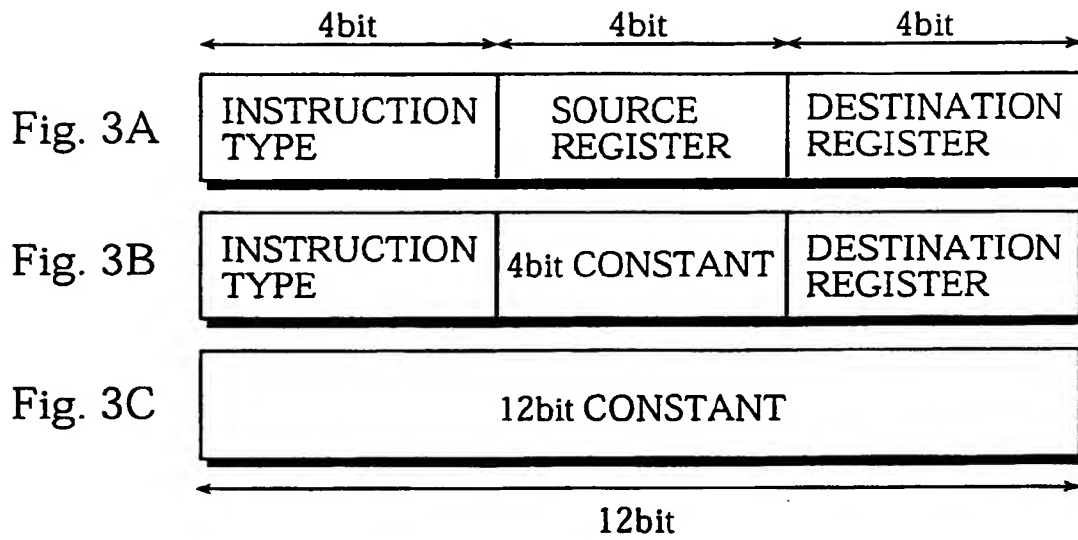 4bit 4bit 4bit
Fig. 3A
INSTRUCTION
TYPE
SOURCE
REGISTER
DESTINATION
REGISTER
Fig. 3B
INSTRUCTION
TYPE
4bit CONSTANT
DESTINATION
REGISTER
Fig. 3C
12bit CONSTANT
12bit